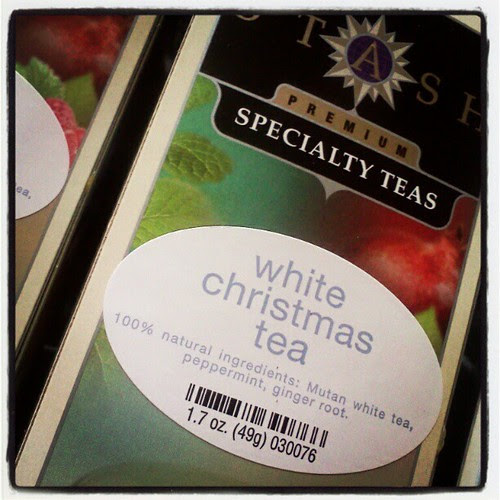 STASH
PREMIUM
SPECIALTY TEAS
white
christmas
tea
100% natural ingredients: Mutan white tea,
peppermint, ginger root.
1.7 oz. (49g) 030076